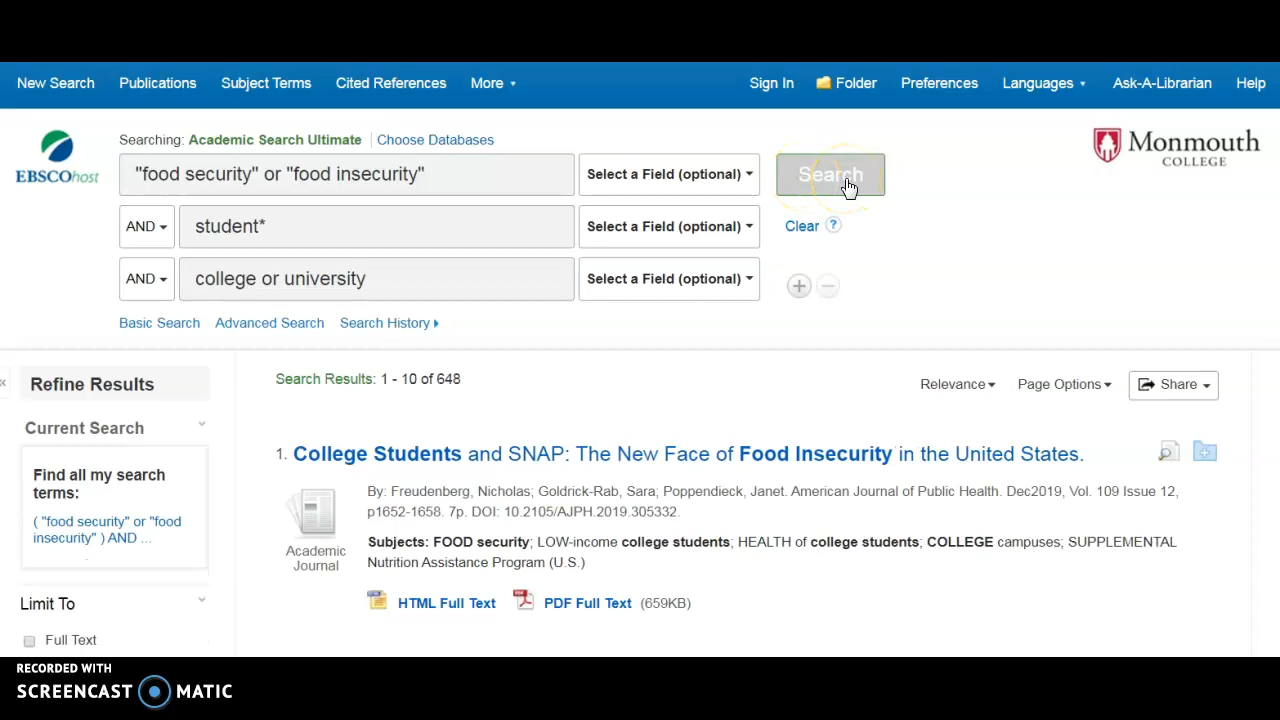 New Search Publications Subject Terms Cited References More Sign In Folder Preferences Languages Ask-A-Librarian Help
EBSCOhost
Searching: Academic Search Ultimate Choose Databases
"food security" or "food insecurity" Select a Field (optional) Search
Monmouth
COLLEGE
AND student* Select a Field (optional) Clear ?
AND college or university Select a Field (optional)
Basic Search Advanced Search Search History
Refine Results
Current Search
Find all my search
terms:
( "food security" or "food
insecurity" ) AND ...
Limit To
Full Text
Search Results: 1 - 10 of 648
Relevance Page Options Share
1. College Students and SNAP: The New Face of Food Insecurity in the United States.
Academic
Journal
By: Freudenberg, Nicholas; Goldrick-Rab, Sara; Poppendieck, Janet. American Journal of Public Health. Dec2019, Vol. 109 Issue 12,
p1652-1658. 7p. DOI: 10.2105/AJPH.2019.305332.
Subjects: FOOD security; LOW-income college students; HEALTH of college students; COLLEGE campuses; SUPPLEMENTAL
Nutrition Assistance Program (U.S.)
HTML Full Text PDF Full Text (659KB)
RECORDED WITH
SCREENCAST MATIC